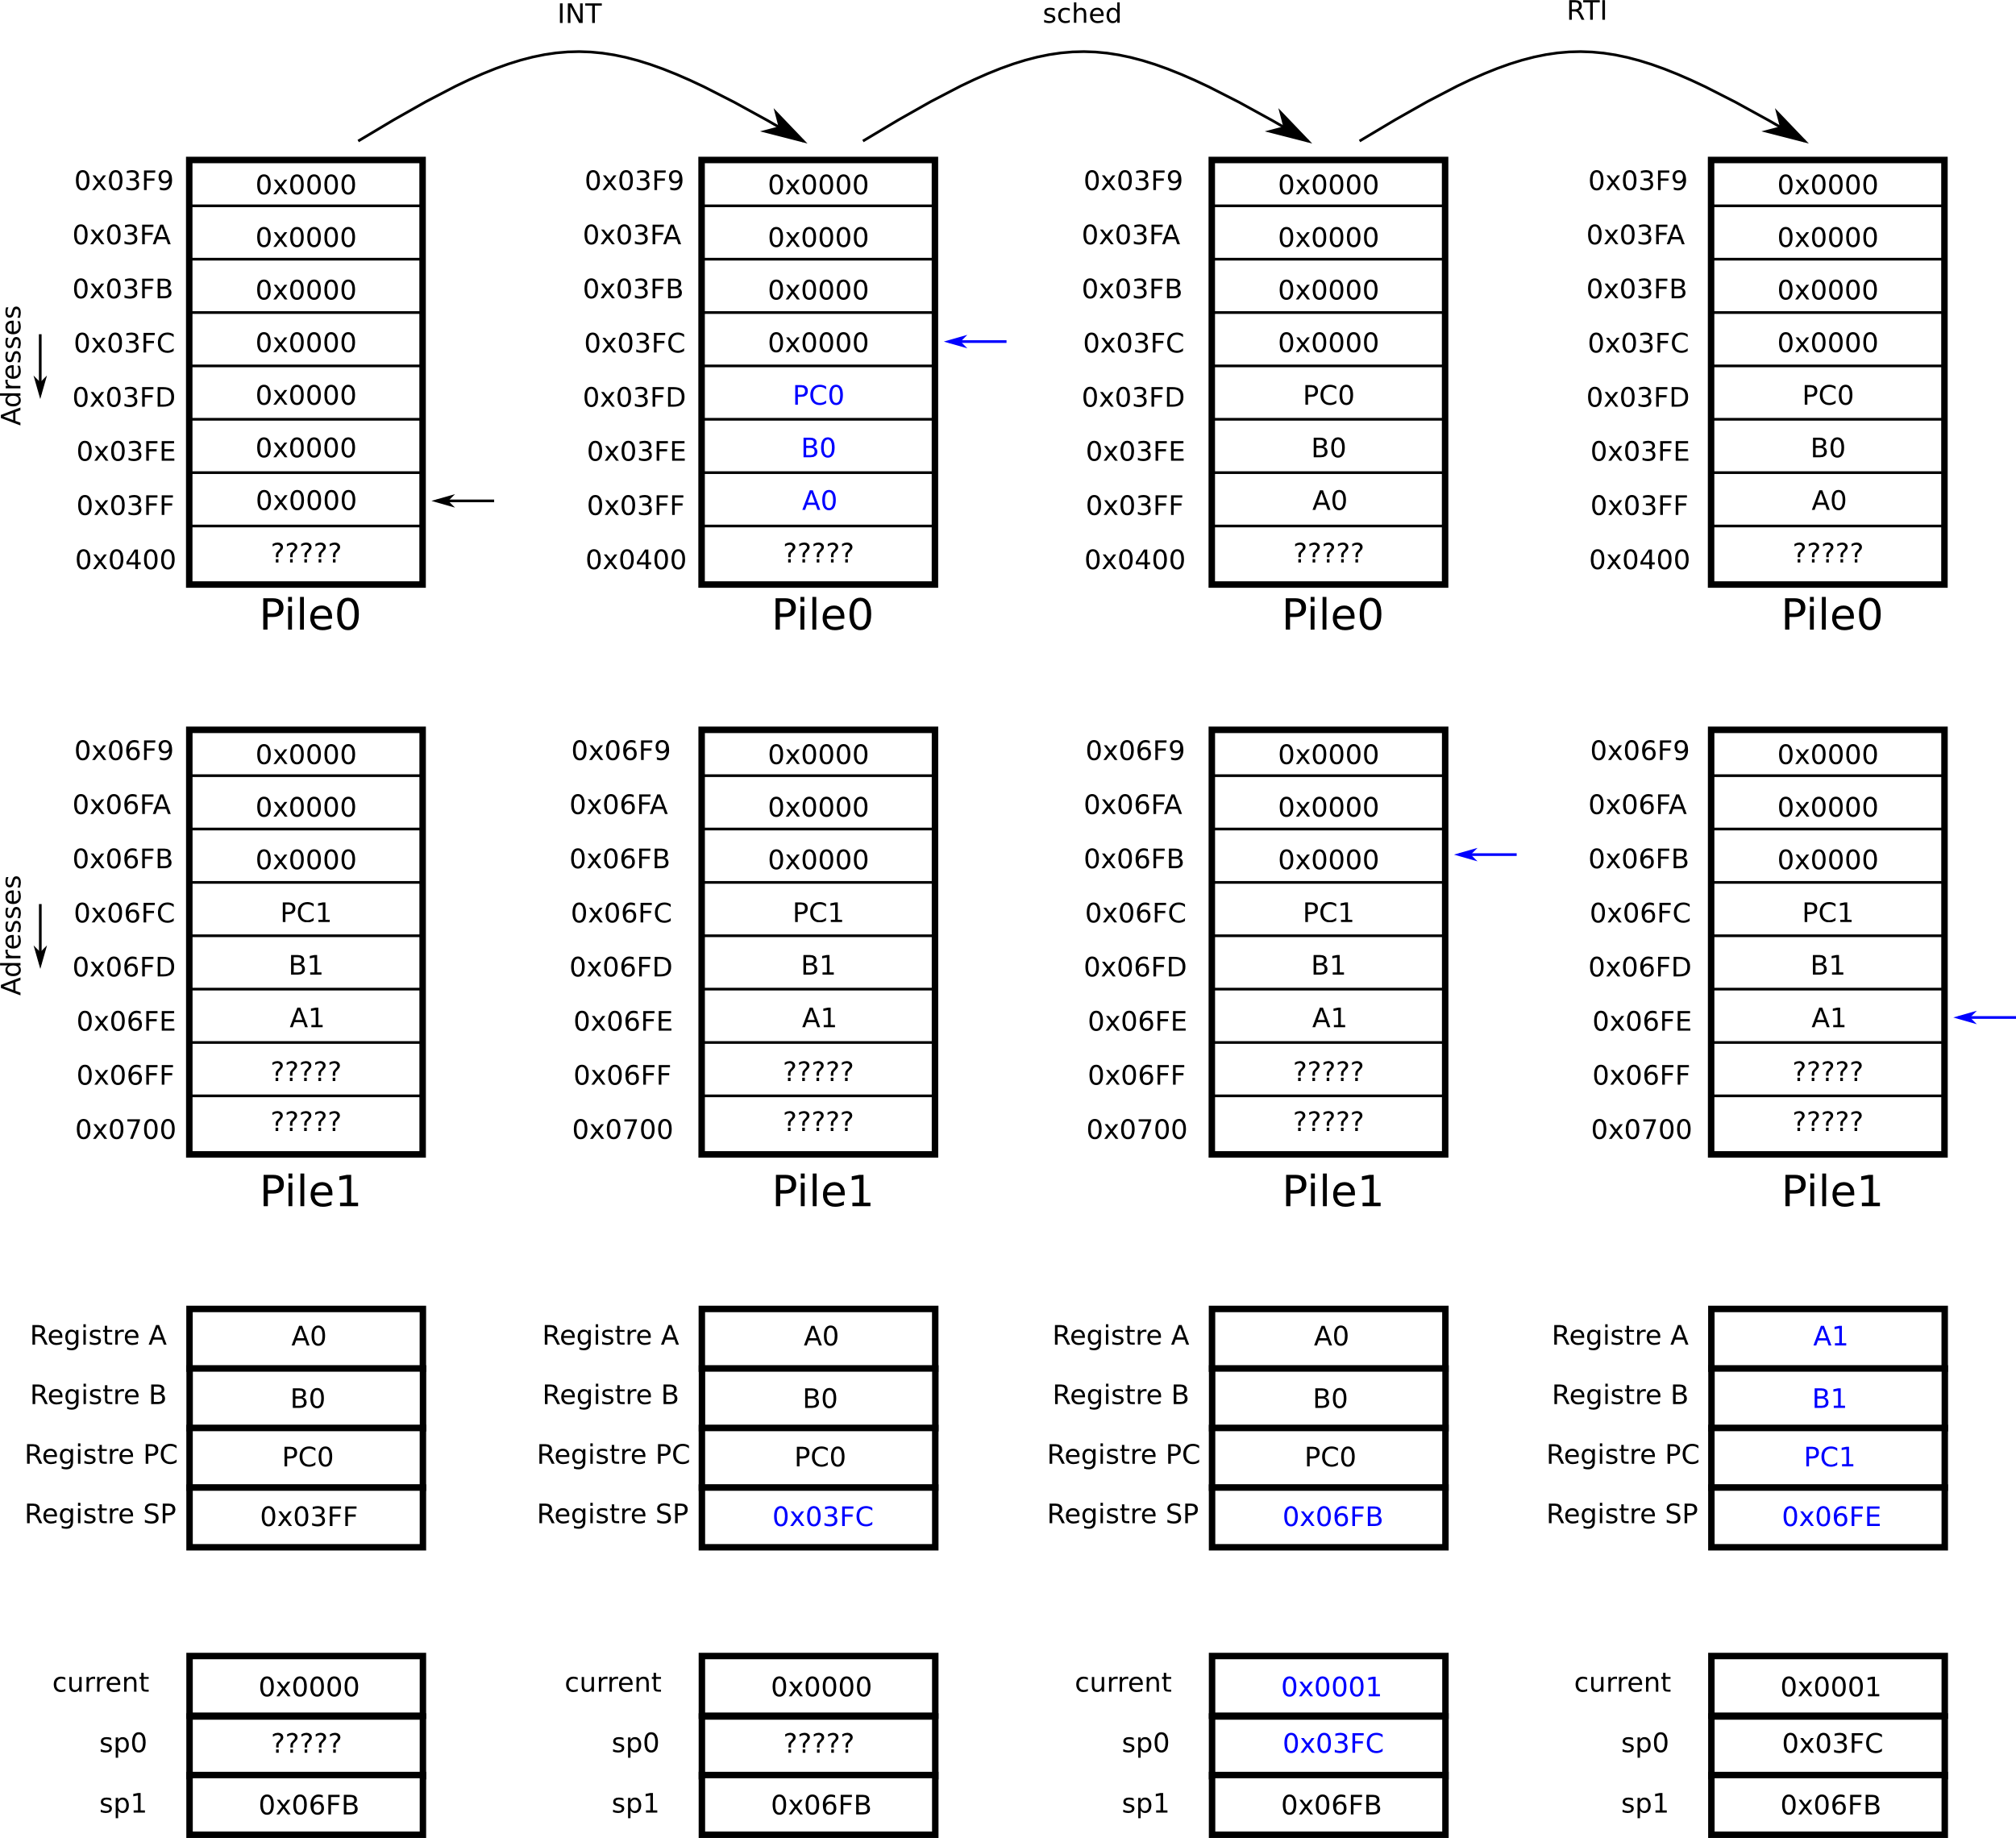 INT sched RTI
0x03F9 0x0000 0x03F9 0x0000 0x03F9 0x0000 0x03F9 0x0000
0x03FA 0x0000 0x03FA 0x0000 0x03FA 0x0000 0x03FA 0x0000
0x03FB 0x0000 0x03FB 0x0000 0x03FB 0x0000 0x03FB 0x0000
0x03FC 0x0000 0x03FC 0x0000 0x03FC 0x0000 0x03FC 0x0000
Adresses
0x03FD 0x0000 0x03FD PC0 0x03FD PC0 0x03FD PC0
0x03FE 0x0000 0x03FE B0 0x03FE B0 0x03FE B0
0x03FF 0x0000 0x03FF A0 0x03FF A0 0x03FF A0
0x0400 ????? 0x0400 ????? 0x0400 ????? 0x0400 ?????
Pile0 Pile0 Pile0 Pile0
0x06F9 0x0000 0x06F9 0x0000 0x06F9 0x0000 0x06F9 0x0000
0x06FA 0x0000 0x06FA 0x0000 0x06FA 0x0000 0x06FA 0x0000
0x06FB 0x0000 0x06FB 0x0000 0x06FB 0x0000 0x06FB 0x0000
0x06FC PC1 0x06FC PC1 0x06FC PC1 0x06FC PC1
Adresses
0x06FD B1 0x06FD B1 0x06FD B1 0x06FD B1
0x06FE A1 0x06FE A1 0x06FE A1 0x06FE A1
0x06FF ????? 0x06FF ????? 0x06FF ????? 0x06FF ?????
0x0700 ????? 0x0700 ????? 0x0700 ????? 0x0700 ?????
Pile1 Pile1 Pile1 Pile1
Registre A A0 Registre A A0 Registre A A0 Registre A A1
Registre B B0 Registre B B0 Registre B B0 Registre B B1
Registre PC PC0 Registre PC PC0 Registre PC PC0 Registre PC PC1
Registre SP 0x03FF Registre SP 0x03FC Registre SP 0x06FB Registre SP 0x06FE
current 0x0000 current 0x0000 current 0x0001 current 0x0001
sp0 ????? sp0 ????? sp0 0x03FC sp0 0x03FC
sp1 0x06FB sp1 0x06FB sp1 0x06FB sp1 0x06FB